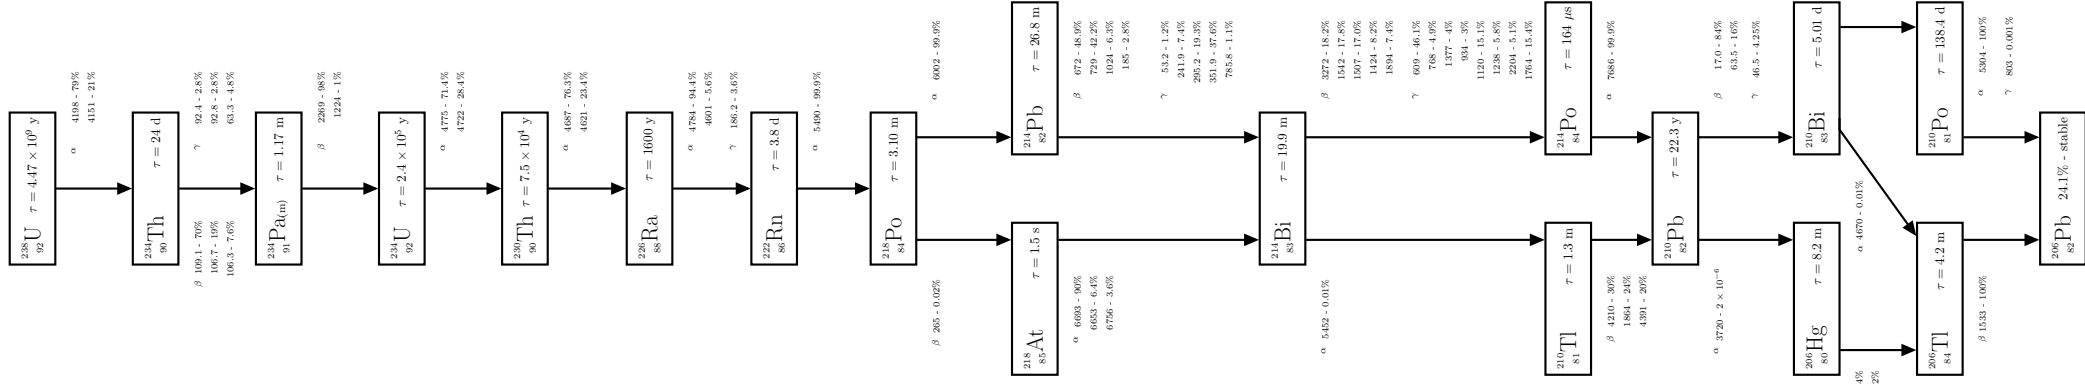 238 92 U τ = 4.47 × 10^9 y
α 4198 - 79%
4151 - 21%
234 90 Th τ = 24 d
β 109.1 - 70%
106.7 - 19%
106.3 - 7.6%
γ 92.4 - 2.8%
92.8 - 2.8%
63.3 - 4.8%
234 91 Pa(m) τ = 1.17 m
β 2269 - 98%
1224 - 1%
234 92 U τ = 2.4 × 10^5 y
α 4775 - 71.4%
4722 - 28.4%
230 90 Th τ = 7.5 × 10^4 y
α 4687 - 76.3%
4621 - 23.4%
226 88 Ra τ = 1600 y
α 4784 - 94.4%
4601 - 5.6%
γ 186.2 - 3.6%
222 86 Rn τ = 3.8 d
α 5490 - 99.9%
218 84 Po τ = 3.10 m
β 265 - 0.02%
α 6002 - 99.9%
218 85 At τ = 1.5 s
214 82 Pb τ = 26.8 m
α 6693 - 90%
6653 - 6.4%
6756 - 3.6%
β 672 - 48.9%
729 - 42.2%
1024 - 6.3%
185 - 2.8%
γ 53.2 - 1.2%
241.9 - 7.4%
295.2 - 19.3%
351.9 - 37.6%
785.8 - 1.1%
214 83 Bi τ = 19.9 m
α 5452 - 0.01%
β 3272 - 18.2%
1542 - 17.8%
1507 - 17.0%
1424 - 8.2%
1894 - 7.4%
γ 609 - 46.1%
768 - 4.9%
1377 - 4%
934 - 3%
1120 - 15.1%
1238 - 5.8%
2204 - 5.1%
1764 - 15.4%
210 81 Tl τ = 1.3 m
214 84 Po τ = 164 μs
β 4210 - 30%
1864 - 24%
4391 - 20%
α 7686 - 99.9%
210 82 Pb τ = 22.3 y
α 3720 - 2 × 10^−6
β 17.0 - 84%
63.5 - 16%
γ 46.5 - 4.25%
206 80 Hg τ = 8.2 m
210 83 Bi τ = 5.01 d
4%
2%
α 4670 - 0.01%
206 84 Tl τ = 4.2 m
210 81 Po τ = 138.4 d
β 1533 - 100%
α 5304 - 100%
γ 803 - 0.001%
206 82 Pb 24.1% - stable